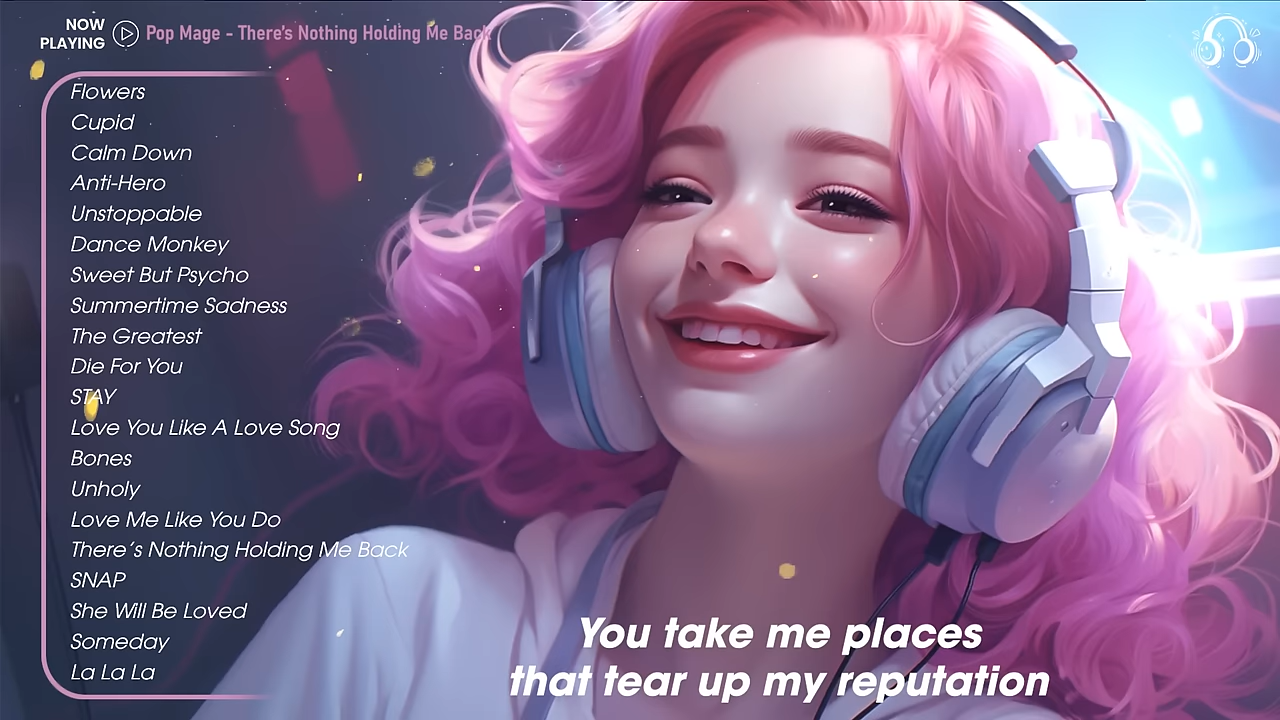 NOW
PLAYING
Pop Mage - There's Nothing Holding Me Back
Flowers
Cupid
Calm Down
Anti-Hero
Unstoppable
Dance Monkey
Sweet But Psycho
Summertime Sadness
The Greatest
Die For You
STAY
Love You Like A Love Song
Bones
Unholy
Love Me Like You Do
There´s Nothing Holding Me Back
SNAP
She Will Be Loved
Someday
La La La
You take me places
that tear up my reputation